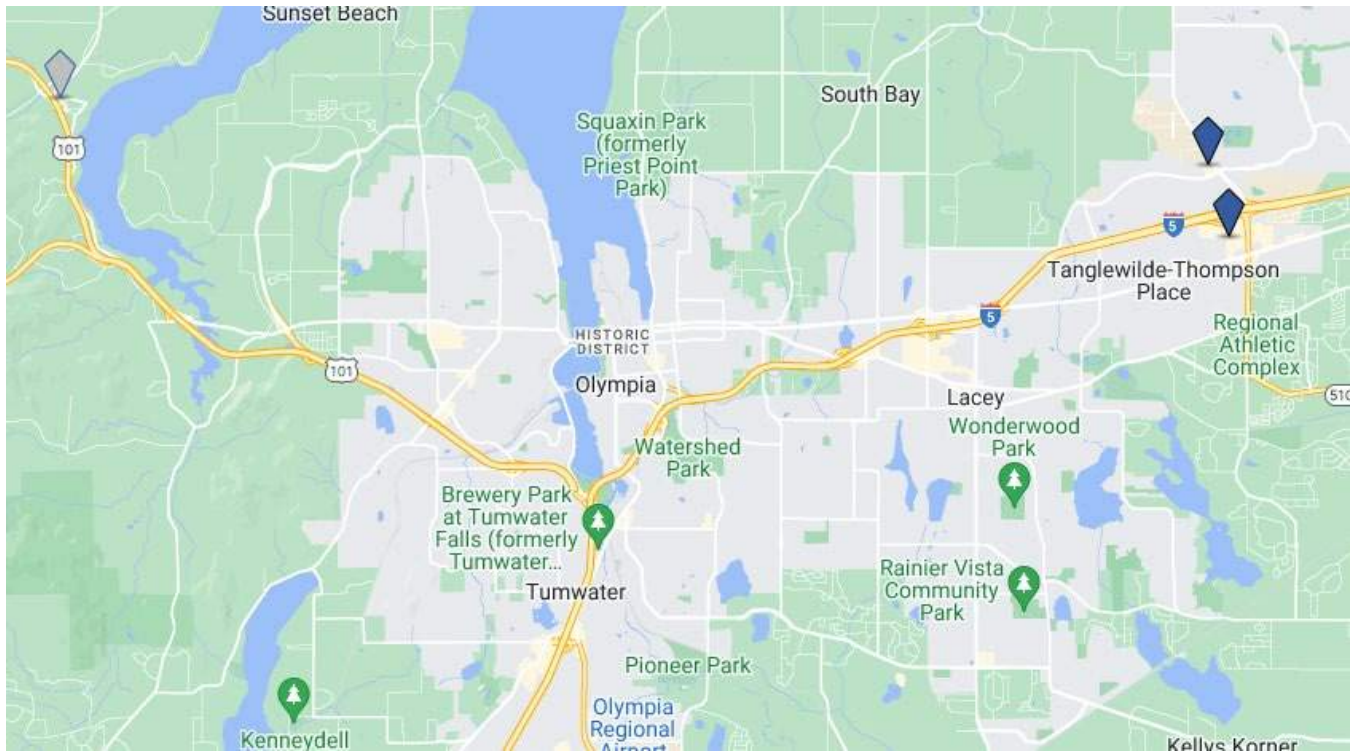 Sunset Beach
South Bay
Squaxin Park
(formerly
Priest Point
Park)
101
5
Tanglewilde-Thompson
Place
5
HISTORIC
DISTRICT
Regional
Athletic
Complex
101
Olympia
510
Lacey
Wonderwood
Park
Watershed
Park
Brewery Park
at Tumwater
Falls (formerly
Tumwater...
Rainier Vista
Community
Park
Tumwater
Pioneer Park
Olympia
Regional
Airport
Kenneydell
Kellys Korner